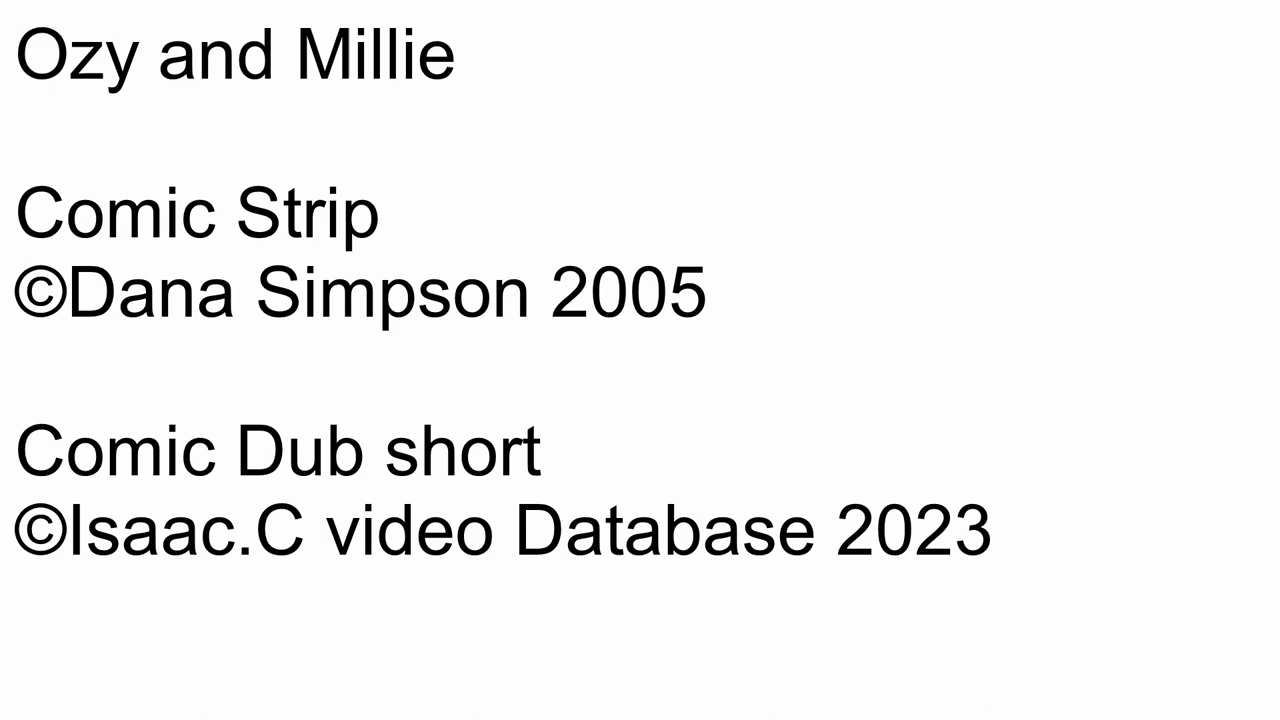 Ozy and Millie
Comic Strip
©Dana Simpson 2005
Comic Dub short
©Isaac.C video Database 2023